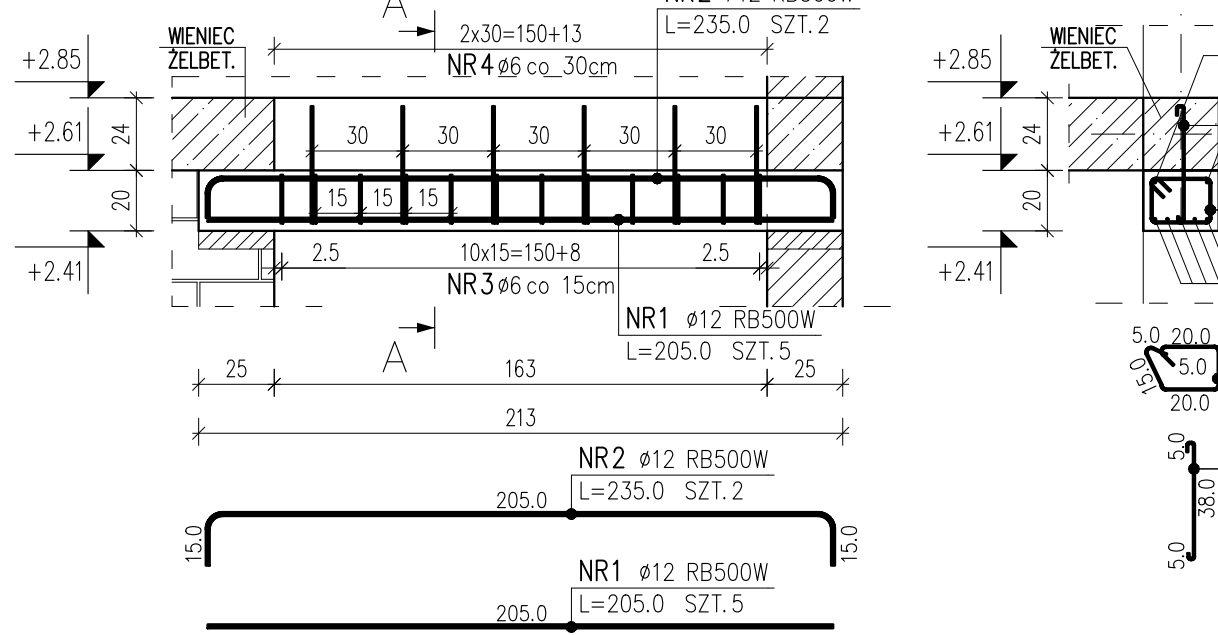 A
NR2 ø12 RB500W
L=235.0 SZT.2
2x30=150+13
NR4 ø6 co 30cm
WIENIEC
ŻELBET.
+2.85
+2.61
+2.41
24
20
30 30 30 30 30
15 15 15
2.5 10x15=150+8 2.5
NR3 ø6 co 15cm
NR1 ø12 RB500W
L=205.0 SZT.5
A
25 163 25
213
NR2 ø12 RB500W
L=235.0 SZT.2
205.0
15.0 15.0
NR1 ø12 RB500W
L=205.0 SZT.5
205.0
WIENIEC
ŻELBET.
+2.85
+2.61
+2.41
24
20
5.0 20.0
15.0 5.0
20.0
5.0
38.0
5.0